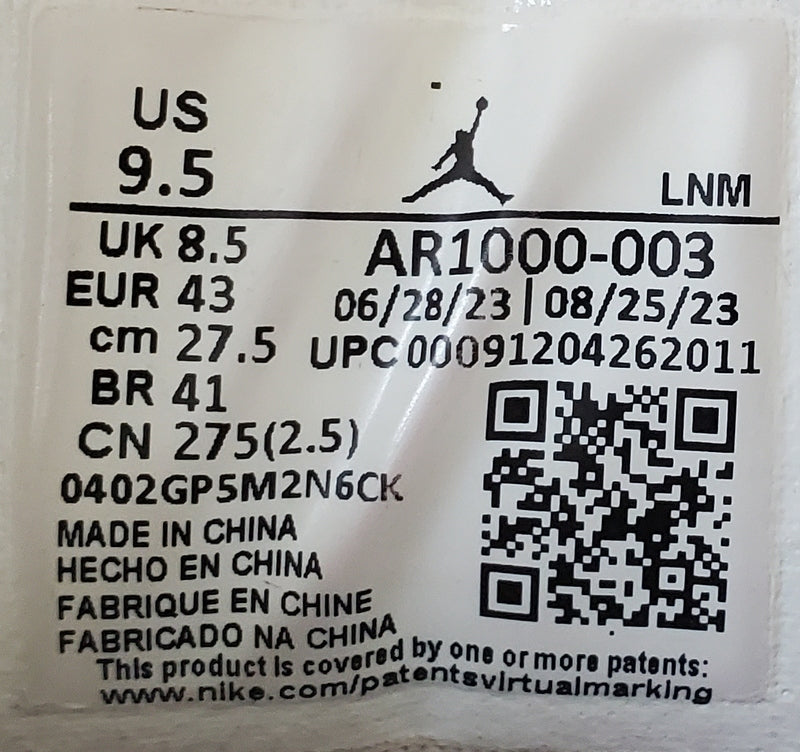 US
9.5
LNM
UK 8.5
EUR 43
cm 27.5
BR 41
CN 275(2.5)
AR1000-003
06/28/23 | 08/25/23
UPC 00091204262011
0402GP5M2N6CK
MADE IN CHINA
HECHO EN CHINA
FABRIQUE EN CHINE
FABRICADO NA CHINA
This product is covered by one or more patents:
www.nike.com/patentsvirtualmarking